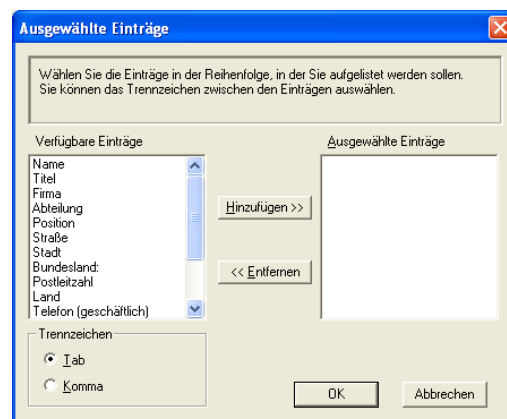 Ausgewählte Einträge
Wählen Sie die Einträge in der Reihenfolge, in der Sie aufgelistet werden sollen.
Sie können das Trennzeichen zwischen den Einträgen auswählen.
Verfügbare Einträge
Name
Titel
Firma
Abteilung
Position
Straße
Stadt
Bundesland:
Postleitzahl
Land
Telefon (geschäftlich)
Hinzufügen >>
<< Entfernen
Ausgewählte Einträge
Trennzeichen
Tab
Komma
OK
Abbrechen